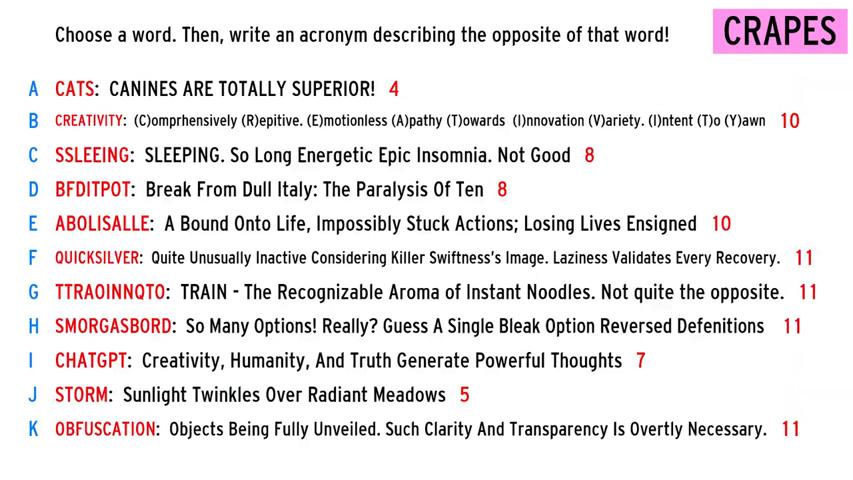 Choose a word. Then, write an acronym describing the opposite of that word!
CRAPES
A CATS: CANINES ARE TOTALLY SUPERIOR! 4
B CREATIVITY: (C)omprhensively (R)epitive. (E)motionless (A)pathy (T)owards (I)nnovation (V)ariety. (I)ntent (T)o (Y)awn 10
C SSLEEING: SLEEPING. So Long Energetic Epic Insomnia. Not Good 8
D BFDITPOT: Break From Dull Italy: The Paralysis Of Ten 8
E ABOLISALLE: A Bound Onto Life, Impossibly Stuck Actions; Losing Lives Ensigned 10
F QUICKSILVER: Quite Unusually Inactive Considering Killer Swiftness's Image. Laziness Validates Every Recovery. 11
G TTRAOINNQTO: TRAIN - The Recognizable Aroma of Instant Noodles. Not quite the opposite. 11
H SMORGASBORD: So Many Options! Really? Guess A Single Bleak Option Reversed Defenitions 11
I CHATGPT: Creativity, Humanity, And Truth Generate Powerful Thoughts 7
J STORM: Sunlight Twinkles Over Radiant Meadows 5
K OBFUSCATION: Objects Being Fully Unveiled. Such Clarity And Transparency Is Overtly Necessary. 11